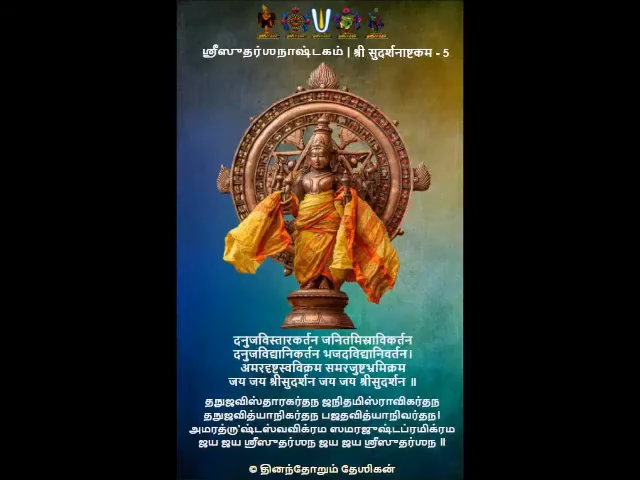 ஶ்ரீஸுதர்ஶநாஷ்டகம் | श्री सुदर्शनाष्टकम - 5
दनुजविस्तारकर्तन जनितमिस्राविकर्तन
दनुजविद्यानिकर्तन भजदविद्यानिवर्तन।
अमरदृष्टस्वविक्रम समरजुष्टभ्रमिक्रम
जय जय श्रीसुदर्शन जय जय श्रीसुदर्शन ॥
தநுஜவிஸ்தாரகர்தந ஜநிதமிஸ்ராவிகர்தந
தநுஜவித்யாநிகர்தந பஜதவித்யாநிவர்தந।
அமரத்ருஷ்டஸ்வவிக்ரம ஸமரஜுஷ்டப்ரமிக்ரம
ஜய ஜய ஶ்ரீஸுதர்ஶந ஜய ஜய ஶ்ரீஸுதர்ஶந ॥
© தினந்தோறும் தேஶிகன்